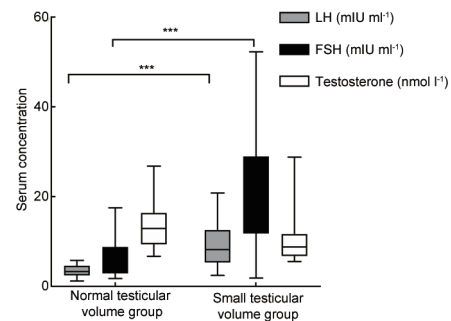 60
40
20
0
Serum concentration
***
***
LH (mIU ml⁻¹)
FSH (mIU ml⁻¹)
Testosterone (nmol l⁻¹)
Normal testicular
volume group
Small testicular
volume group